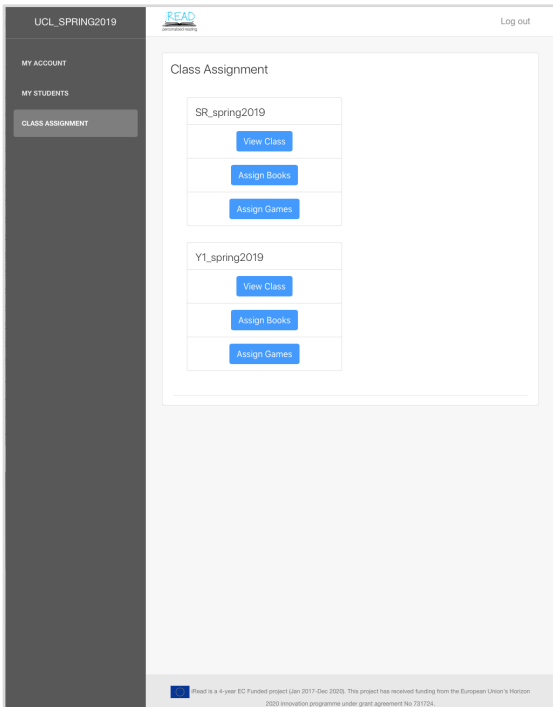 UCL_SPRING2019
iREAD
personalised reading
Log out
MY ACCOUNT
MY STUDENTS
CLASS ASSIGNMENT
Class Assignment
SR_spring2019
View Class
Assign Books
Assign Games
Y1_spring2019
View Class
Assign Books
Assign Games
iRead is a 4-year EC Funded project (Jan 2017-Dec 2020). This project has received funding from the European Union's Horizon
2020 innovation programme under grant agreement No 731724.